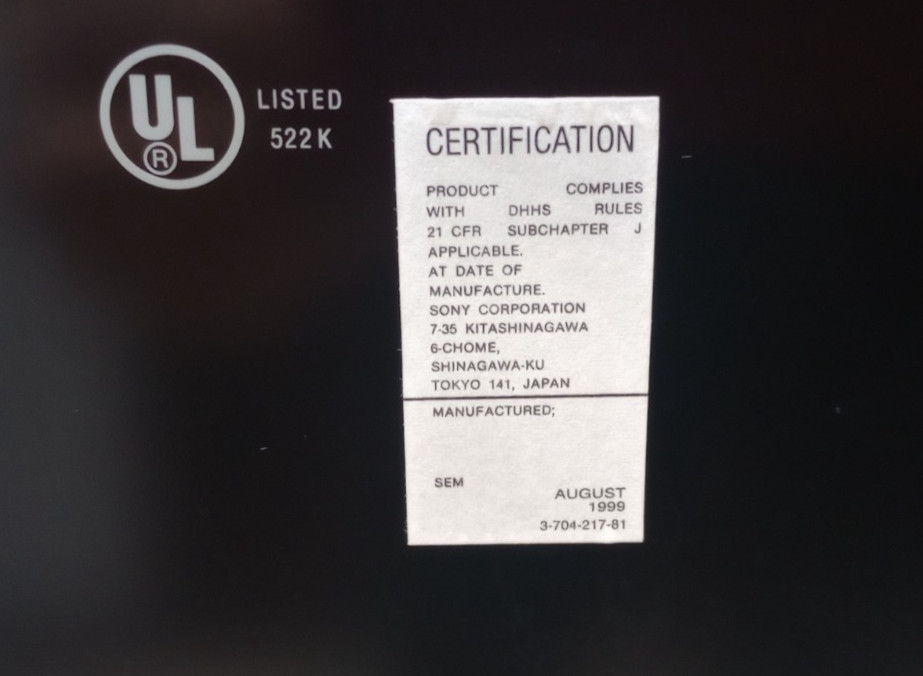 UL
®
LISTED
522K
CERTIFICATION
PRODUCT COMPLIES
WITH DHHS RULES
21 CFR SUBCHAPTER J
APPLICABLE.
AT DATE OF
MANUFACTURE.
SONY CORPORATION
7-35 KITASHINAGAWA
6-CHOME,
SHINAGAWA-KU
TOKYO 141, JAPAN
MANUFACTURED;
SEM
AUGUST
1999
3-704-217-81